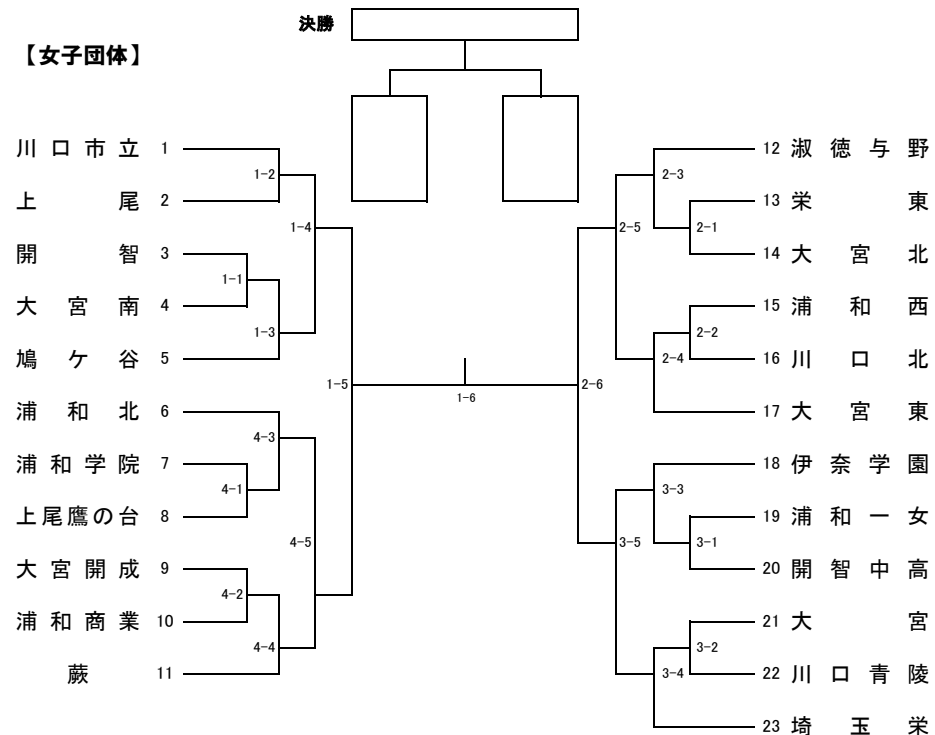 決勝
【女子団体】
川口市立 1
上尾 2
開智 3
大宮南 4
鳩ケ谷 5
浦和北 6
浦和学院 7
上尾鷹の台 8
大宮開成 9
浦和商業 10
蕨 11
1-2
1-4
1-1
1-3
1-5
4-3
4-1
4-5
4-2
4-4
1-6
2-6
2-3
2-5
2-1
2-2
2-4
3-3
3-5
3-1
3-2
3-4
12 淑徳与野
13 栄東
14 大宮北
15 浦和西
16 川口北
17 大宮東
18 伊奈学園
19 浦和一女
20 開智中高
21 大宮
22 川口青陵
23 埼玉栄